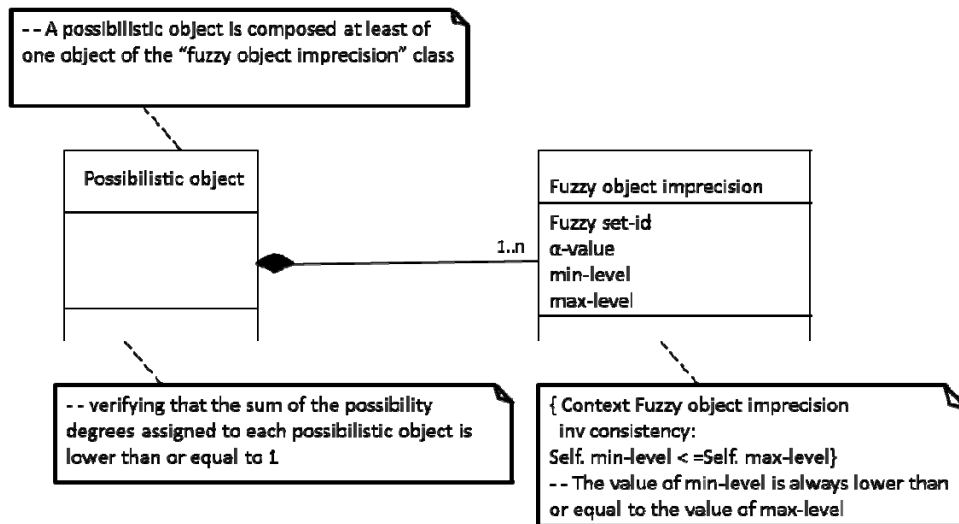 -- A possibilistic object is composed at least of
one object of the “fuzzy object imprecision” class
Possibilistic object
Fuzzy object imprecision
Fuzzy set-id
α-value
min-level
max-level
1..n
-- verifying that the sum of the possibility
degrees assigned to each possibilistic object is
lower than or equal to 1
{ Context Fuzzy object imprecision
inv consistency:
Self. min-level < =Self. max-level}
-- The value of min-level is always lower than
or equal to the value of max-level